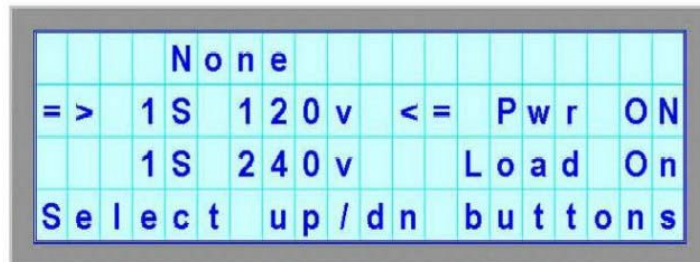 None
=> 1S 120v <= Pwr ON
1S 240v Load On
Select up/dn buttons